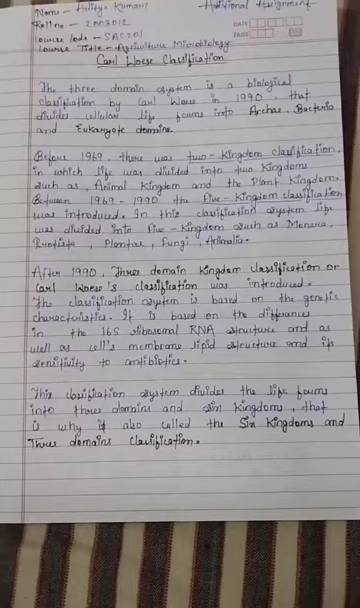 Name - Kumari Additional Assignment
Roll no. - 2003012
DATE
Course Code - SAC201
PAGE
Course Title - Agriculture Microbiology
Carl Woese Classification
The three domain system is a biological
classification by Carl Woese in 1990, that
divides cellular life forms into Archae, Bacteria
and Eukaryote domains.
Before 1969, there was two-kingdom classification,
in which life was divided into two Kingdoms
such as, Animal Kingdom and the Plant Kingdom.
Between 1969-1990 the Five-Kingdom classification
was introduced. In this classification system life
was divided into Five-Kingdom such as Monera,
Protista, Plantae, Fungi, Animalia.
After 1990, Three domain Kingdom classification or
Carl Woese's classification was introduced.
The classification system is based on the genetic
characteristics. It is based on the differences
in the 16S ribosomal RNA structure and as
well as cell's membrane lipid structure and its
sensitivity to antibiotics.
This classification system divides the life forms
into three domains and six Kingdoms, that
is why it also called the Six Kingdoms and
Three domains classification.